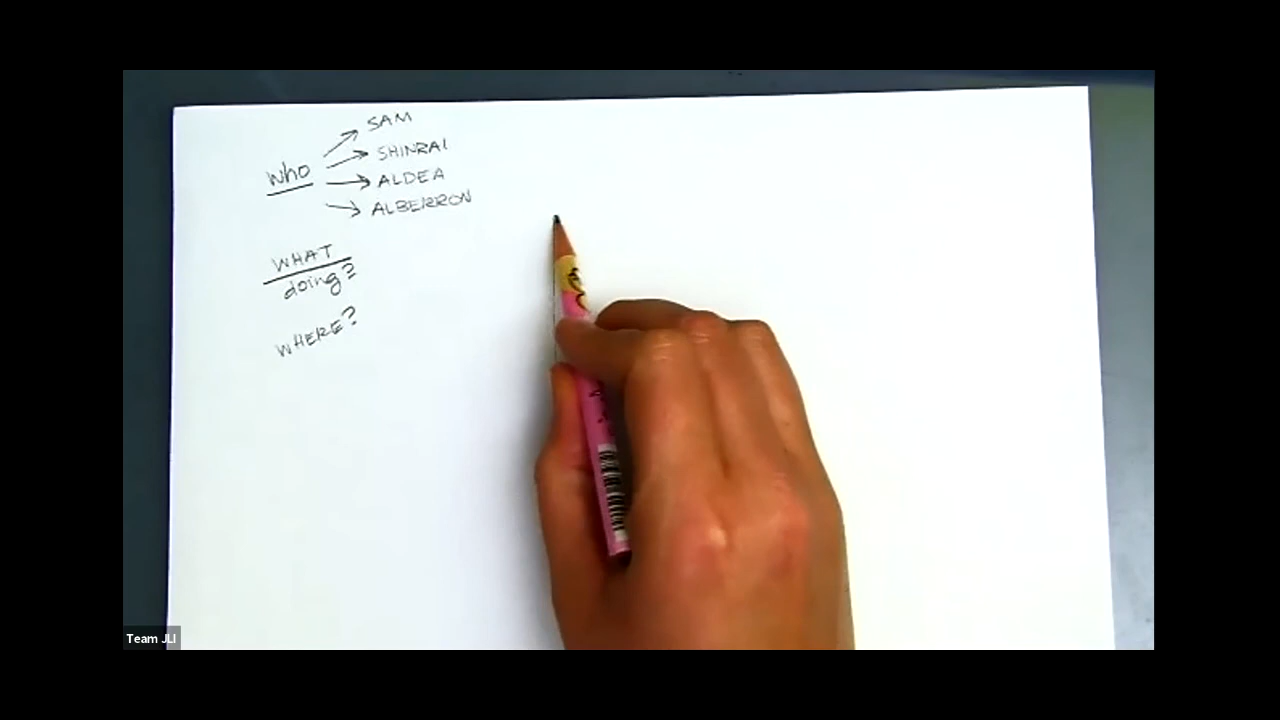 who
SAM
SHINRAI
ALDEA
ALBERRON
WHAT
doing?
WHERE?
Team JLI